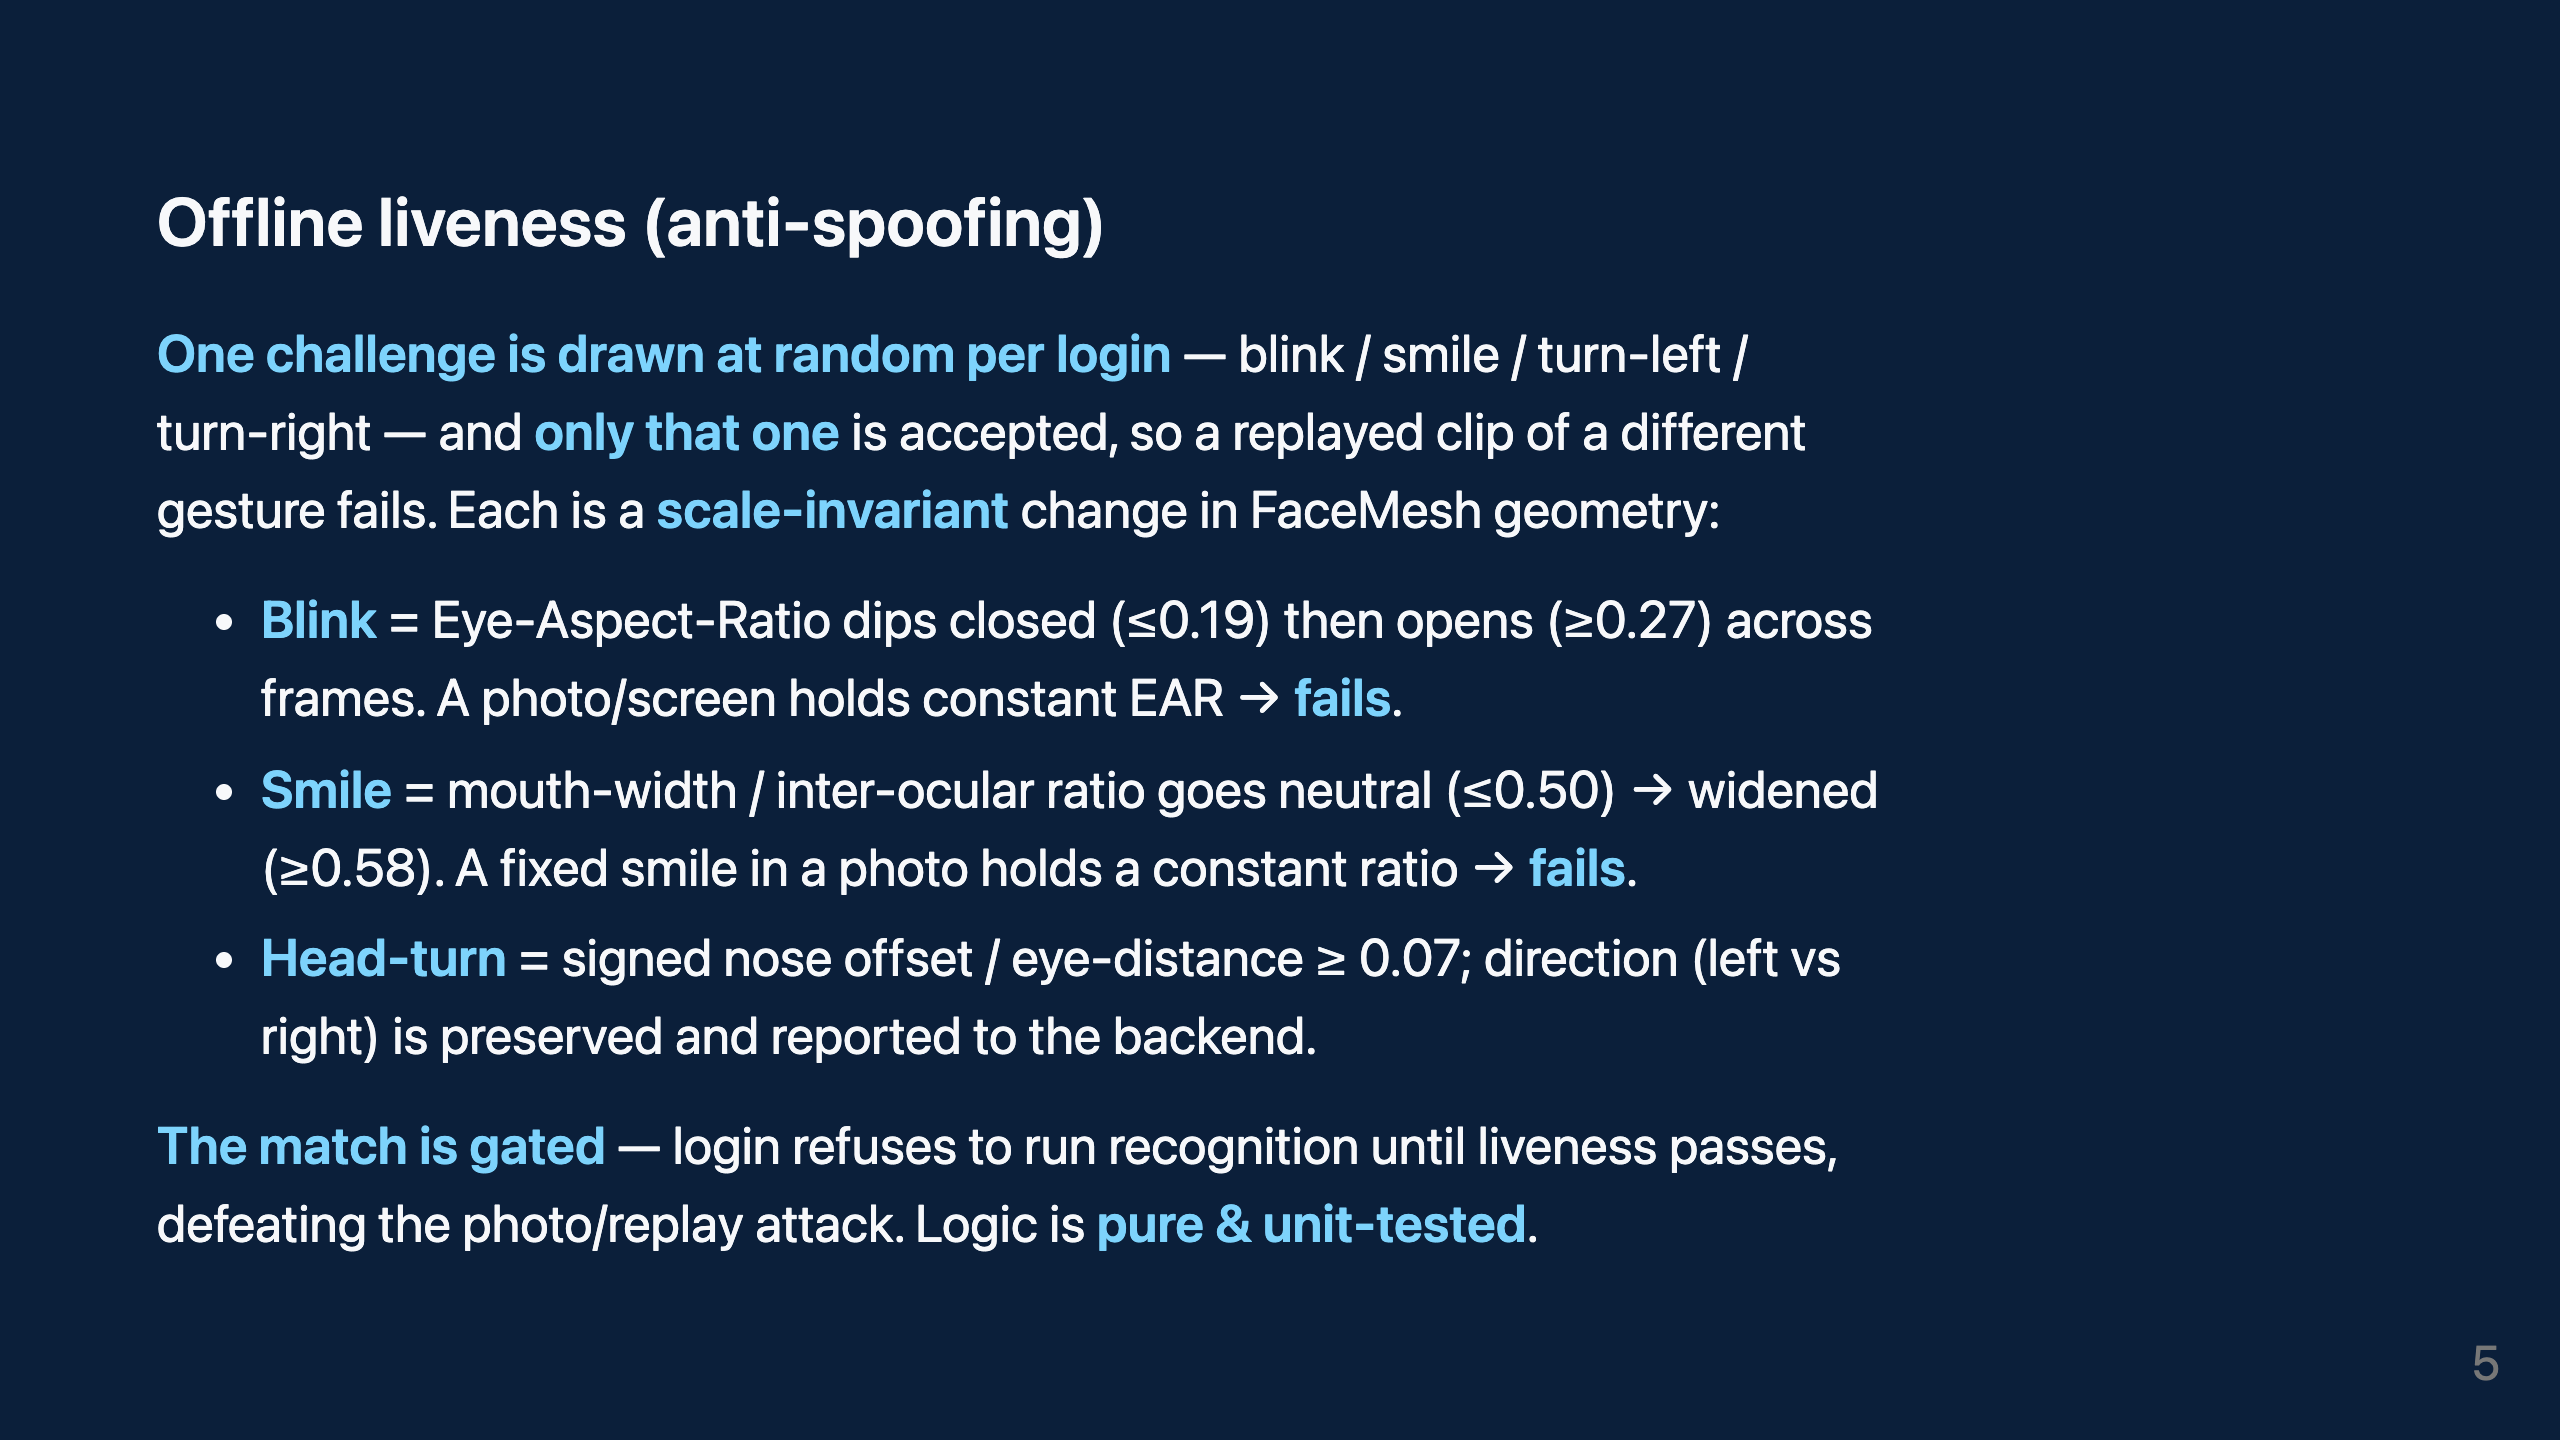 Offline liveness (anti-spoofing)
One challenge is drawn at random per login — blink / smile / turn-left /
turn-right — and only that one is accepted, so a replayed clip of a different
gesture fails. Each is a scale-invariant change in FaceMesh geometry:
• Blink = Eye-Aspect-Ratio dips closed (≤0.19) then opens (≥0.27) across
frames. A photo/screen holds constant EAR → fails.
• Smile = mouth-width / inter-ocular ratio goes neutral (≤0.50) → widened
(≥0.58). A fixed smile in a photo holds a constant ratio → fails.
• Head-turn = signed nose offset / eye-distance ≥ 0.07; direction (left vs
right) is preserved and reported to the backend.
The match is gated — login refuses to run recognition until liveness passes,
defeating the photo/replay attack. Logic is pure & unit-tested.
5